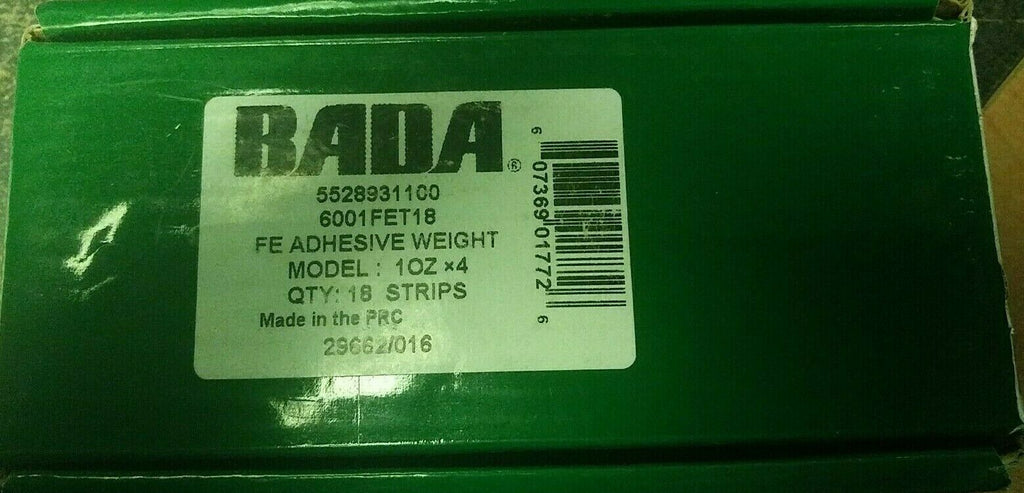 RADA®
5528931100
6001FET18
FE ADHESIVE WEIGHT
MODEL : 1OZ ×4
QTY: 18 STRIPS
Made in the PRC
29662/016
6 07369 01772 6